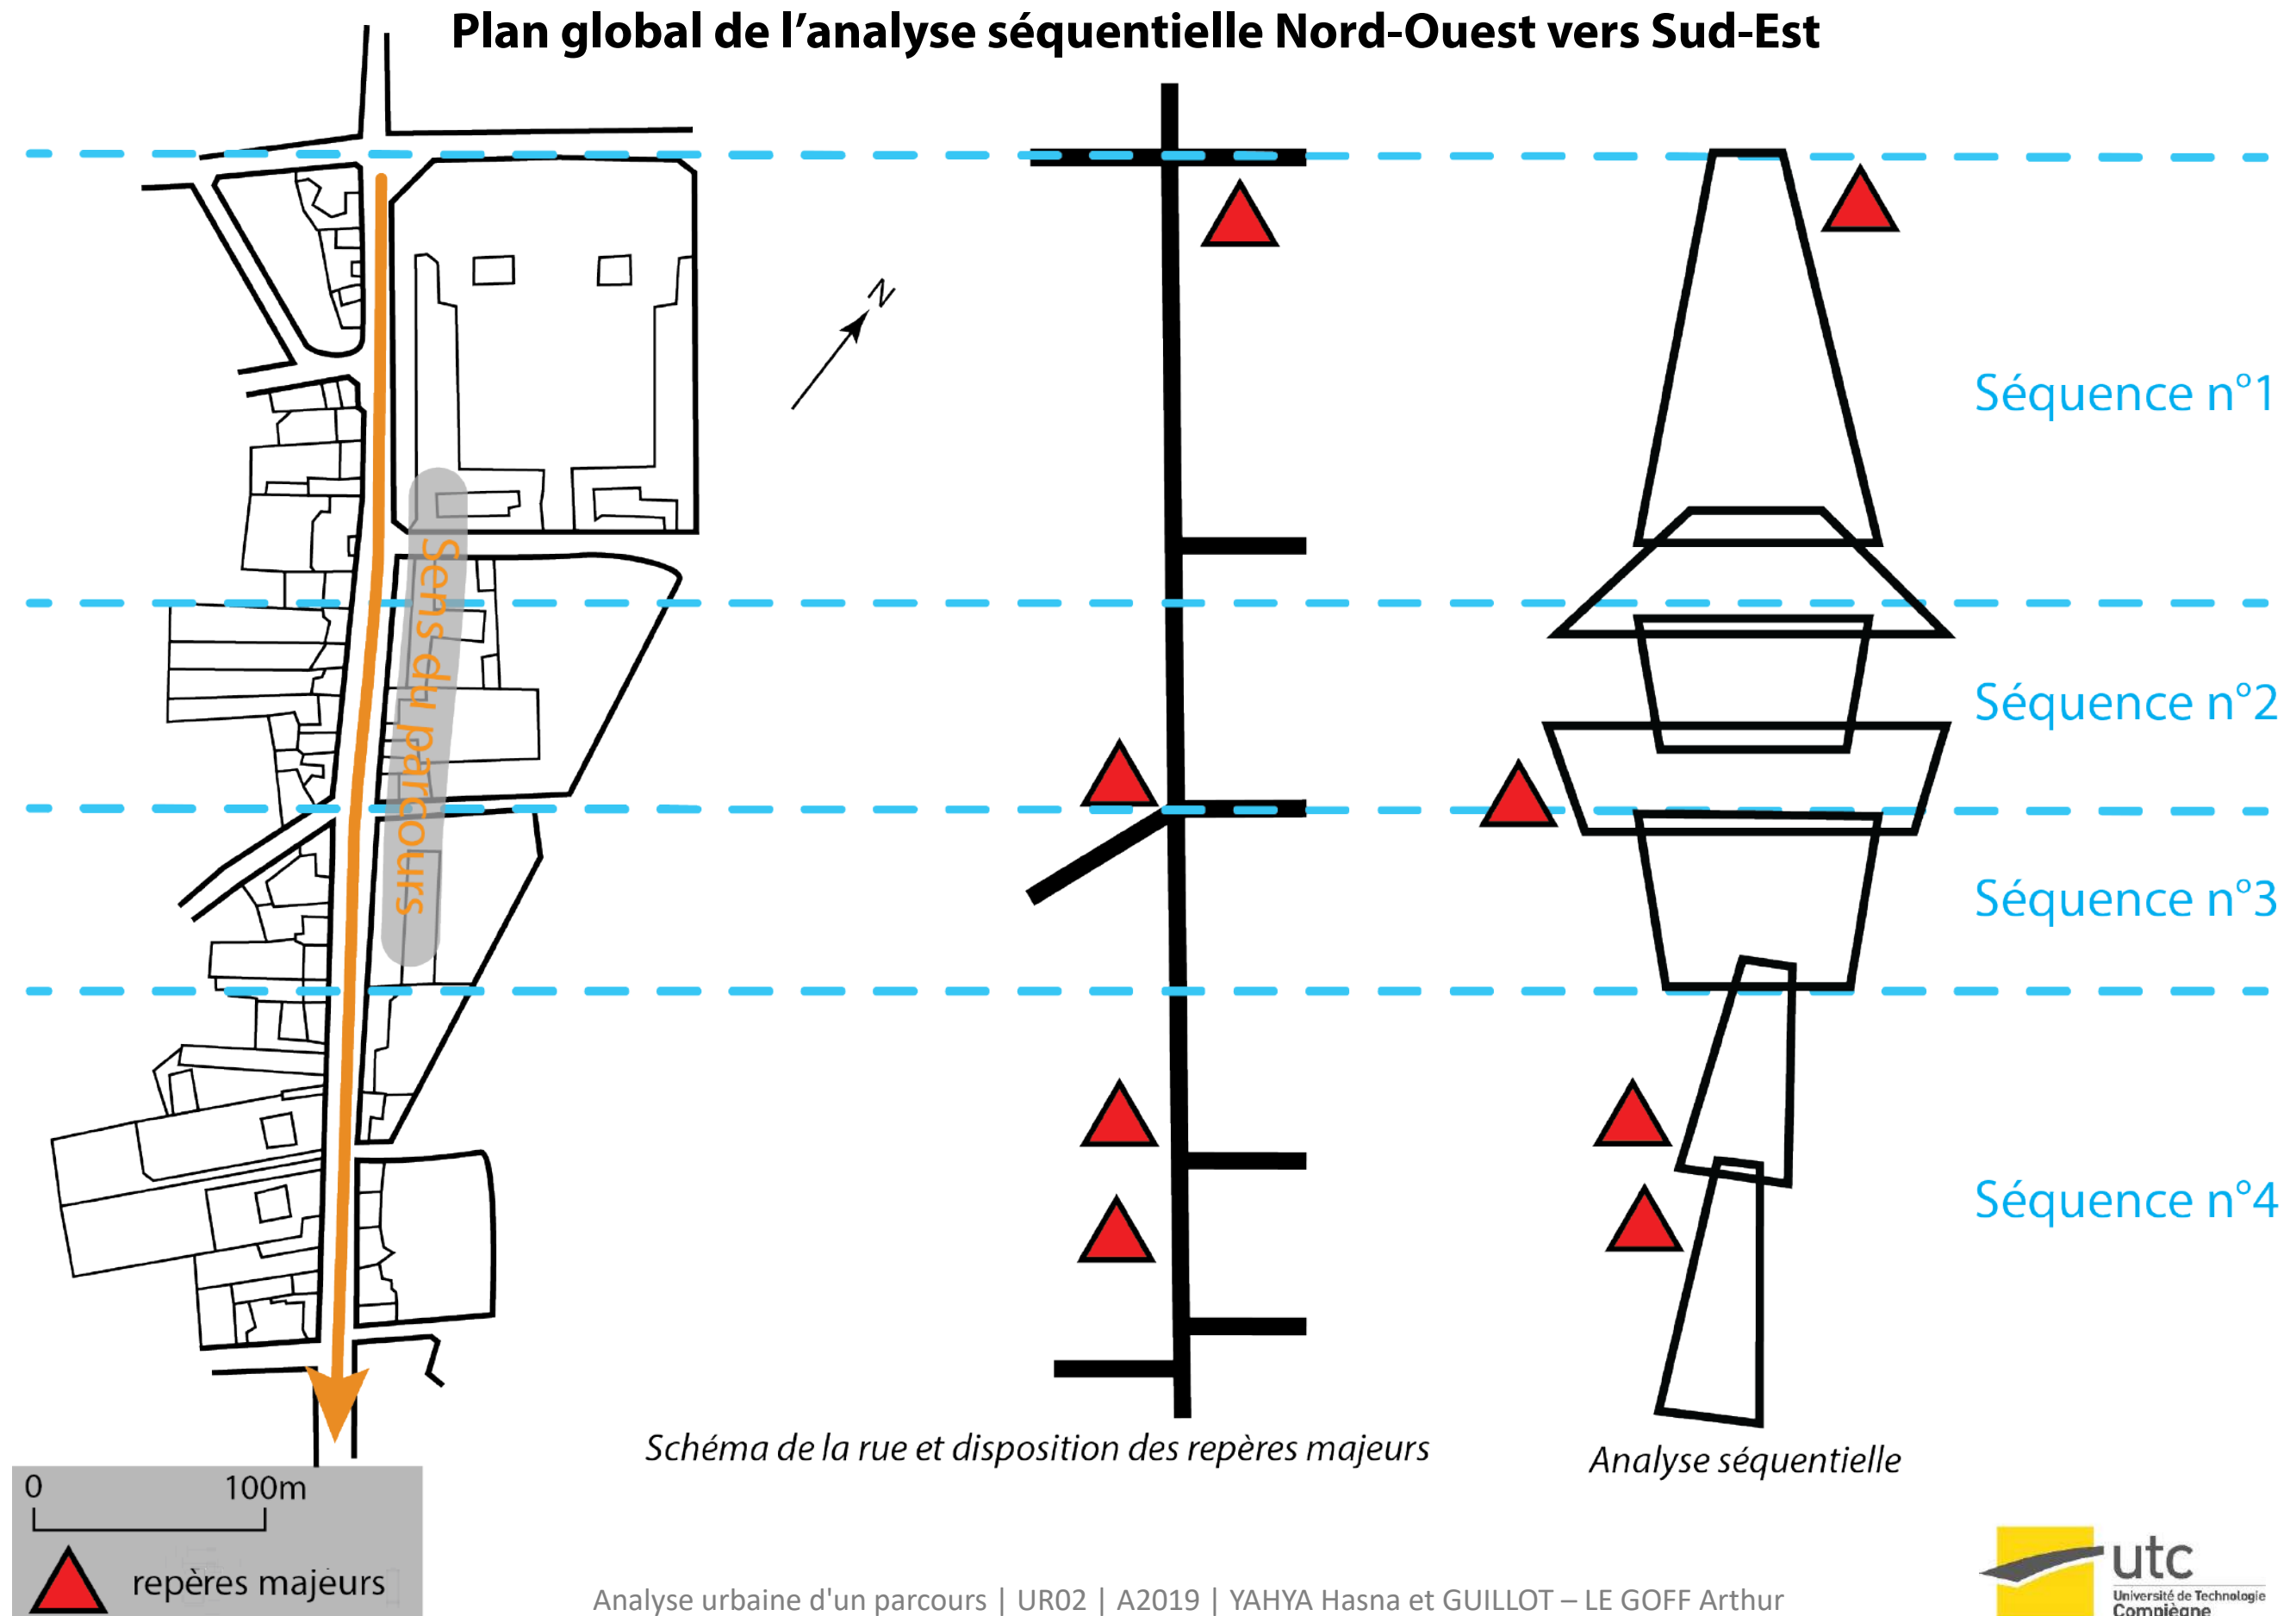 Plan global de l'analyse séquentielle Nord-Ouest vers Sud-Est
N
Séquence n°1
Sens du parcours
Séquence n°2
Séquence n°3
Séquence n°4
Schéma de la rue et disposition des repères majeurs
Analyse séquentielle
0 100m
repères majeurs
Analyse urbaine d'un parcours | UR02 | A2019 | YAHYA Hasna et GUILLOT – LE GOFF Arthur
utc
Université de Technologie
Compiègne